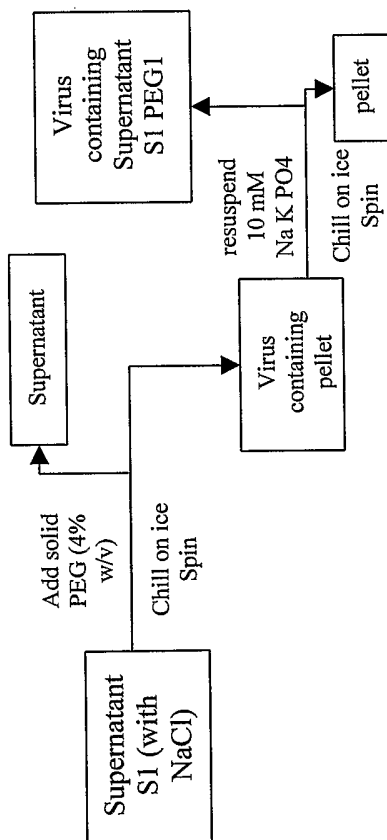 Supernatant
S1 (with
NaCl)
Add solid
PEG (4%
w/v)
Chill on ice
Spin
Supernatant
Virus
containing
pellet
resuspend
10 mM
Na K PO4
Chill on ice
Spin
Virus
containing
Supernatant
S1 PEG1
pellet